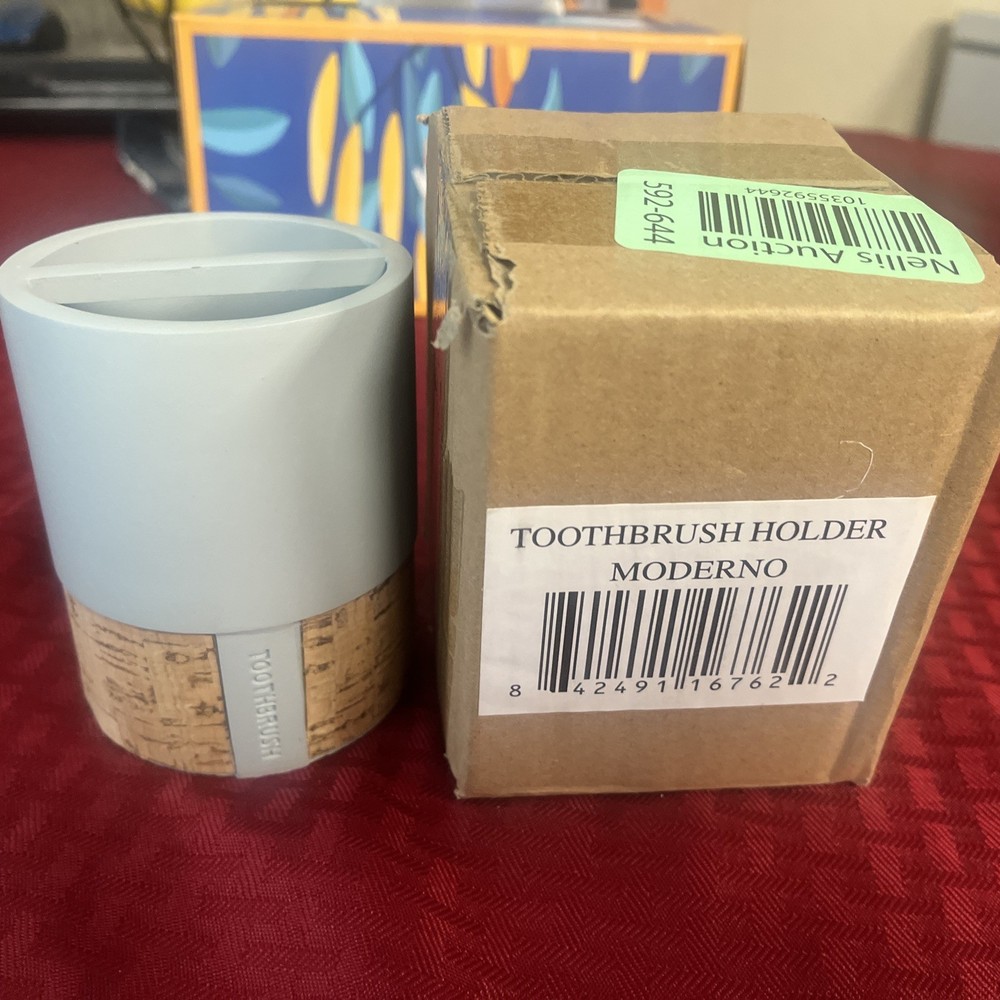 Nellis Auction
1035592644
592-644
TOOTHBRUSH HOLDER
MODERNO
8 42491 16762 2
TOOTHBRUSH